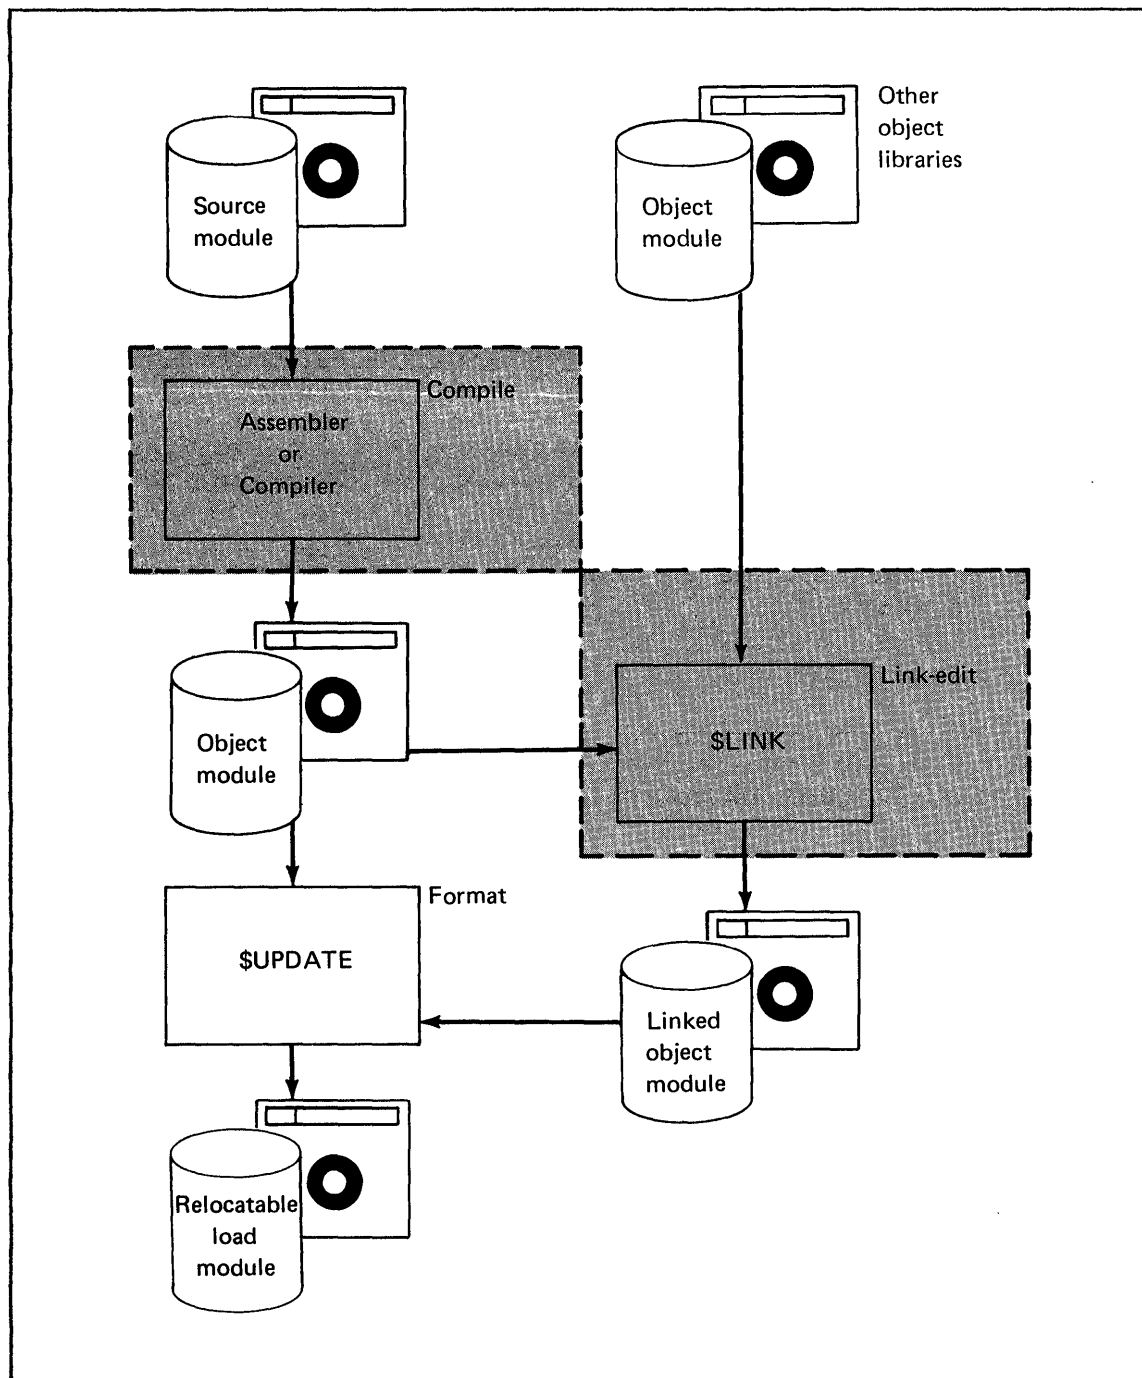 Other
object
libraries
Source
module
Object
module
Compile
Assembler
or
Compiler
Link-edit
$LINK
Object
module
Format
$UPDATE
Linked
object
module
Relocatable
load
module